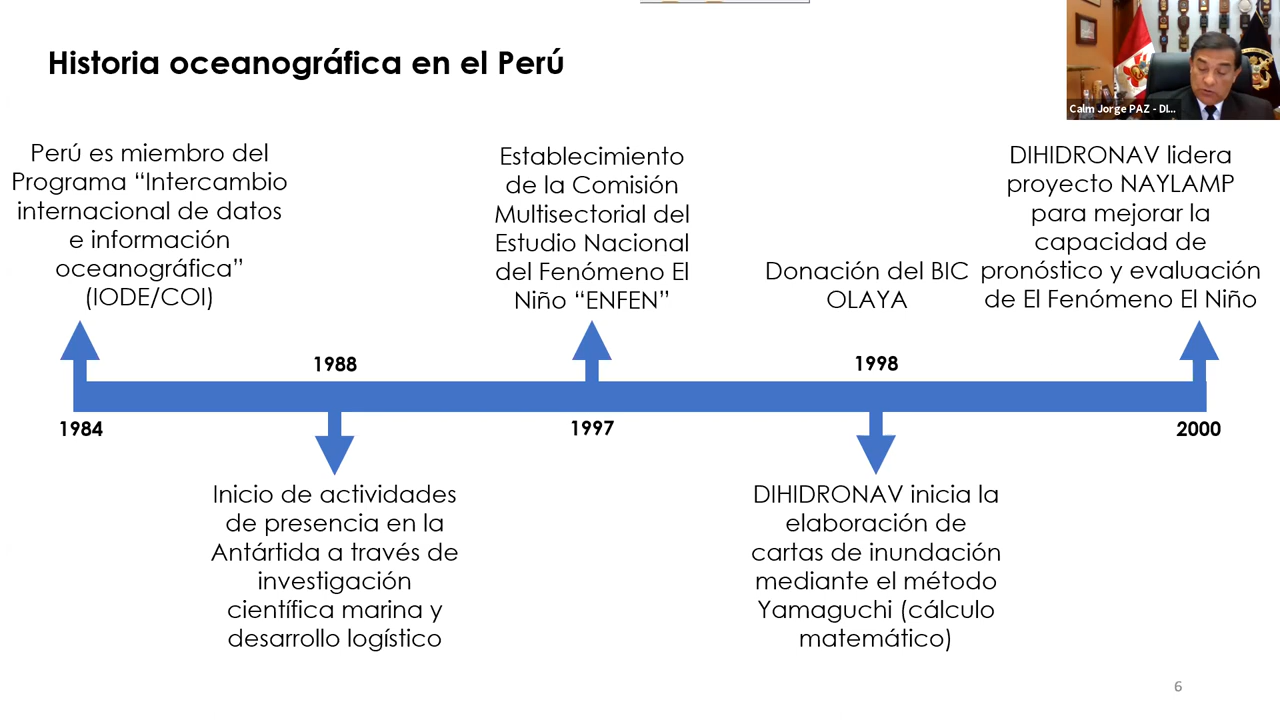 Historia oceanográfica en el Perú
Calm Jorge PAZ - DI...
Perú es miembro del
Programa “Intercambio
internacional de datos
e información
oceanográfica”
(IODE/COI)
Establecimiento
de la Comisión
Multisectorial del
Estudio Nacional
del Fenómeno El
Niño “ENFEN”
Donación del BIC
OLAYA
DIHIDRONAV lidera
proyecto NAYLAMP
para mejorar la
capacidad de
pronóstico y evaluación
de El Fenómeno El Niño
1988
1998
1984
1997
2000
Inicio de actividades
de presencia en la
Antártida a través de
investigación
científica marina y
desarrollo logístico
DIHIDRONAV inicia la
elaboración de
cartas de inundación
mediante el método
Yamaguchi (cálculo
matemático)
6